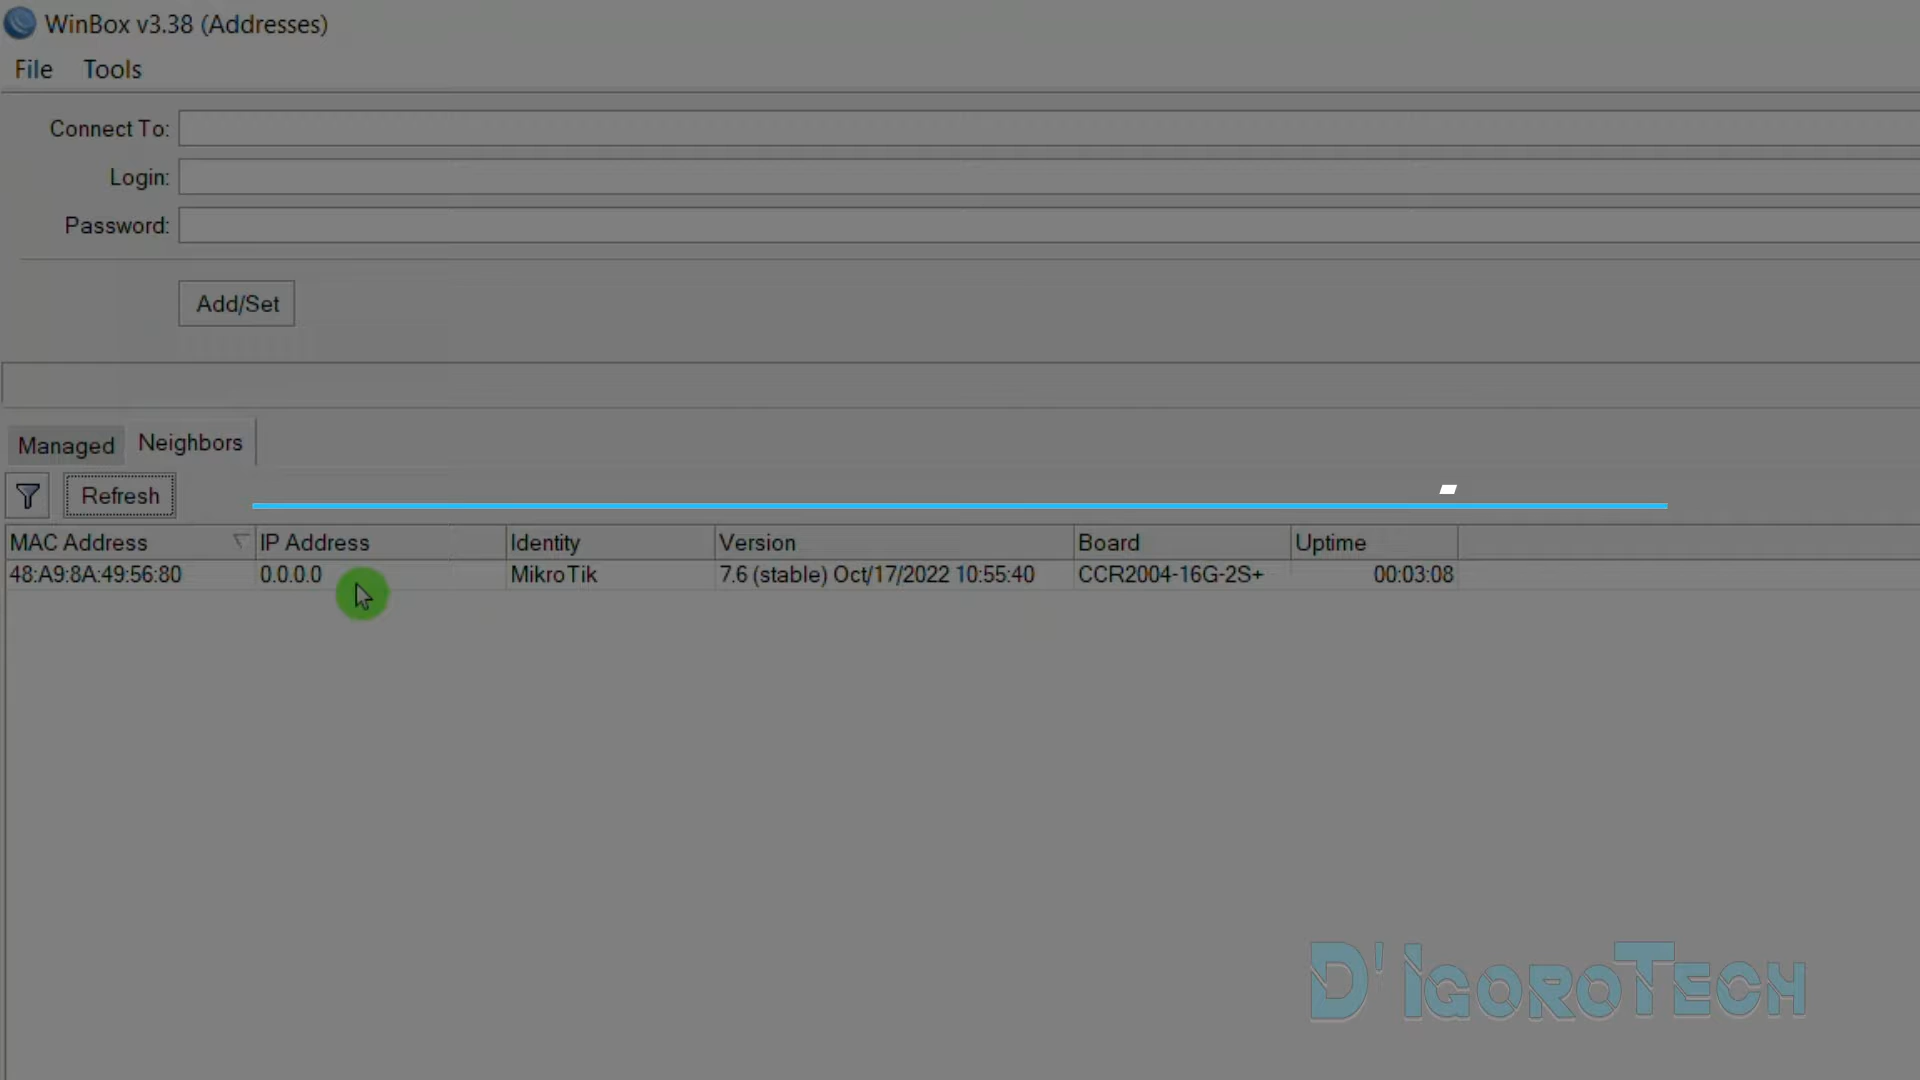 WinBox v3.38 (Addresses)
File Tools
Connect To:
Login:
Password:
Add/Set
Managed Neighbors
Refresh
MAC Address IP Address Identity Version Board Uptime
48:A9:8A:49:56:80 0.0.0.0 MikroTik 7.6 (stable) Oct/17/2022 10:55:40 CCR2004-16G-2S+ 00:03:08
D' IGOROTECH